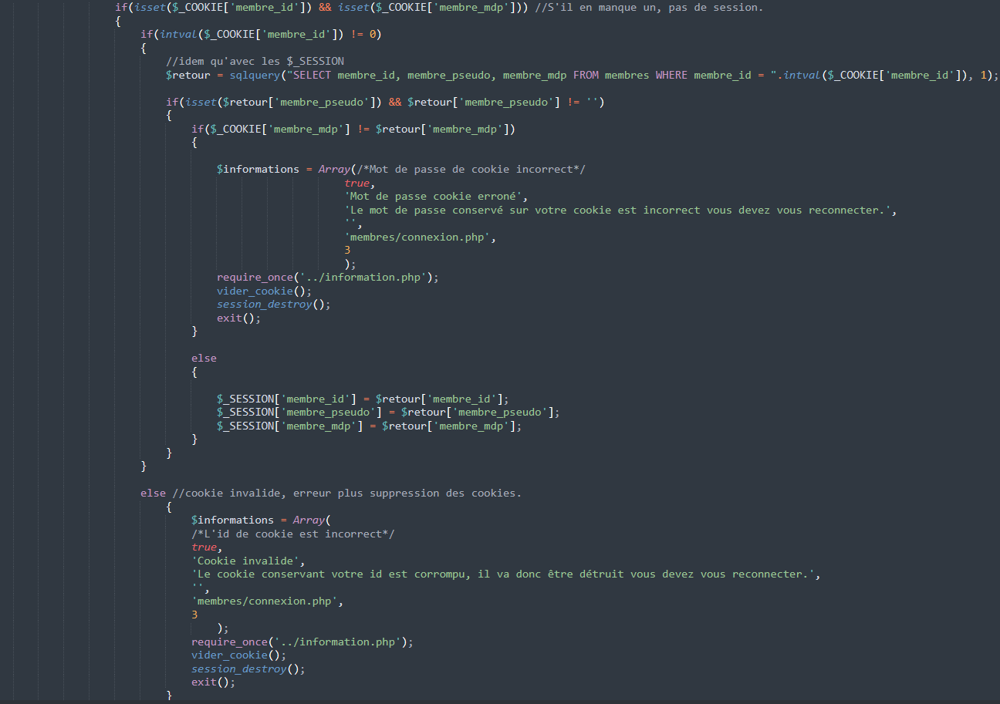 if(isset($_COOKIE['membre_id']) && isset($_COOKIE['membre_mdp'])) //S'il en manque un, pas de session.
{
if(intval($_COOKIE['membre_id']) != 0)
{
//idem qu'avec les $_SESSION
$retour = sqlquery("SELECT membre_id, membre_pseudo, membre_mdp FROM membres WHERE membre_id = ".intval($_COOKIE['membre_id']), 1);
if(isset($retour['membre_pseudo']) && $retour['membre_pseudo'] != '')
{
if($_COOKIE['membre_mdp'] != $retour['membre_mdp'])
{
$informations = Array(/*Mot de passe de cookie incorrect*/
true,
'Mot de passe cookie erroné',
'Le mot de passe conservé sur votre cookie est incorrect vous devez vous reconnecter.',
'',
'membres/connexion.php',
3
);
require_once('../information.php');
vider_cookie();
session_destroy();
exit();
}
else
{
$_SESSION['membre_id'] = $retour['membre_id'];
$_SESSION['membre_pseudo'] = $retour['membre_pseudo'];
$_SESSION['membre_mdp'] = $retour['membre_mdp'];
}
}
}
else //cookie invalide, erreur plus suppression des cookies.
{
$informations = Array(
/*L'id de cookie est incorrect*/
true,
'Cookie invalide',
'Le cookie conservant votre id est corrompu, il va donc être détruit vous devez vous reconnecter.',
'',
'membres/connexion.php',
3
);
require_once('../information.php');
vider_cookie();
session_destroy();
exit();
}